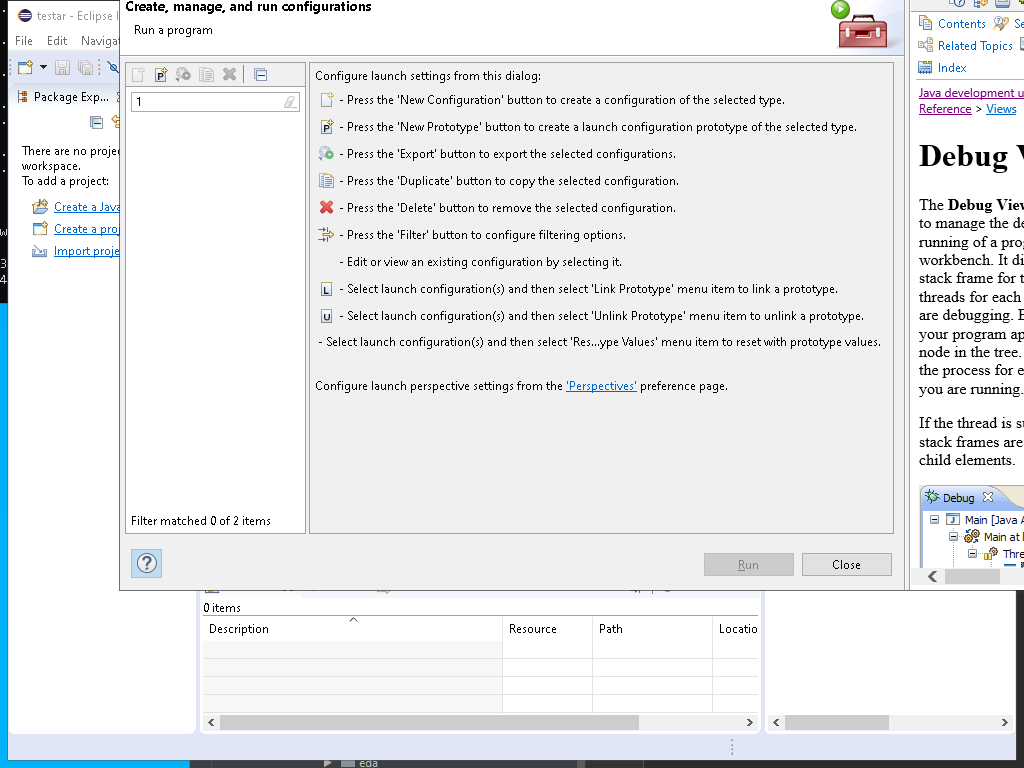 Create, manage, and run configurations
Run a program
testar - Eclipse
File Edit Naviga
Package Exp...
There are no proje
workspace.
To add a project:
Create a Java
Create a proj
Import proje
1
Filter matched 0 of 2 items
Configure launch settings from this dialog:
- Press the 'New Configuration' button to create a configuration of the selected type.
P - Press the 'New Prototype' button to create a launch configuration prototype of the selected type.
- Press the 'Export' button to export the selected configurations.
- Press the 'Duplicate' button to copy the selected configuration.
- Press the 'Delete' button to remove the selected configuration.
- Press the 'Filter' button to configure filtering options.
- Edit or view an existing configuration by selecting it.
L - Select launch configuration(s) and then select 'Link Prototype' menu item to link a prototype.
U - Select launch configuration(s) and then select 'Unlink Prototype' menu item to unlink a prototype.
- Select launch configuration(s) and then select 'Res...ype Values' menu item to reset with prototype values.
Configure launch perspective settings from the 'Perspectives' preference page.
?
Run
Close
Contents Se
Related Topics
Index
Java development u
Reference > Views
Debug V
The Debug View
to manage the de
running of a prog
workbench. It di
stack frame for t
threads for each
are debugging. E
your program ap
node in the tree.
the process for e
you are running.
If the thread is su
stack frames are
child elements.
Debug
Main [Java A
Main at l
Thre
0 items
Description Resource Path Locatio
eda